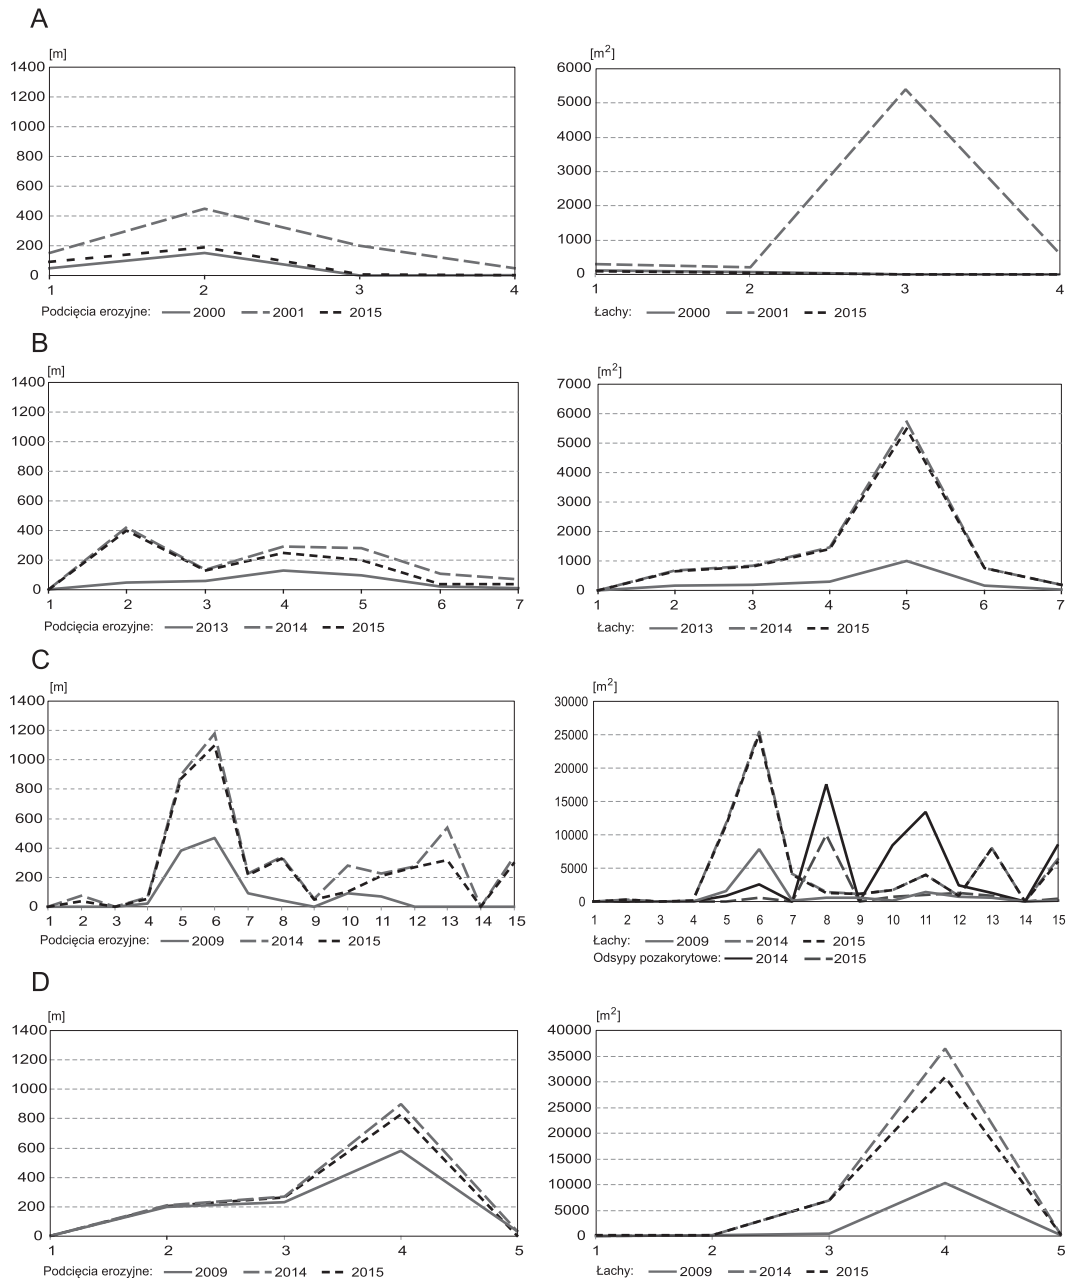 A
[m] [m2]
1400 6000
1200 5000
1000 4000
800 3000
600 2000
400 1000
200 0
0
1 2 3 4 1 2 3 4
Podcięcia erozyjne: 2000 2001 2015 Łachy: 2000 2001 2015
B
[m] [m2]
1400 7000
1200 6000
1000 5000
800 4000
600 3000
400 2000
200 1000
0 0
1 2 3 4 5 6 7 1 2 3 4 5 6 7
Podcięcia erozyjne: 2013 2014 2015 Łachy: 2013 2014 2015
C
[m] [m2]
1400 30000
1200 25000
1000 20000
800 15000
600 10000
400 5000
200 0
0
1 2 3 4 5 6 7 8 9 10 11 12 13 14 15 1 2 3 4 5 6 7 8 9 10 11 12 13 14 15
Podcięcia erozyjne: 2009 2014 2015 Łachy: 2009 2014 2015
Odsypy pozakorytowe: 2014 2015
D
[m] [m2]
1400 40000
1200 35000
1000 30000
800 25000
600 20000
400 15000
200 10000
0 5000
0
1 2 3 4 5 1 2 3 4 5
Podcięcia erozyjne: 2009 2014 2015 Łachy: 2009 2014 2015